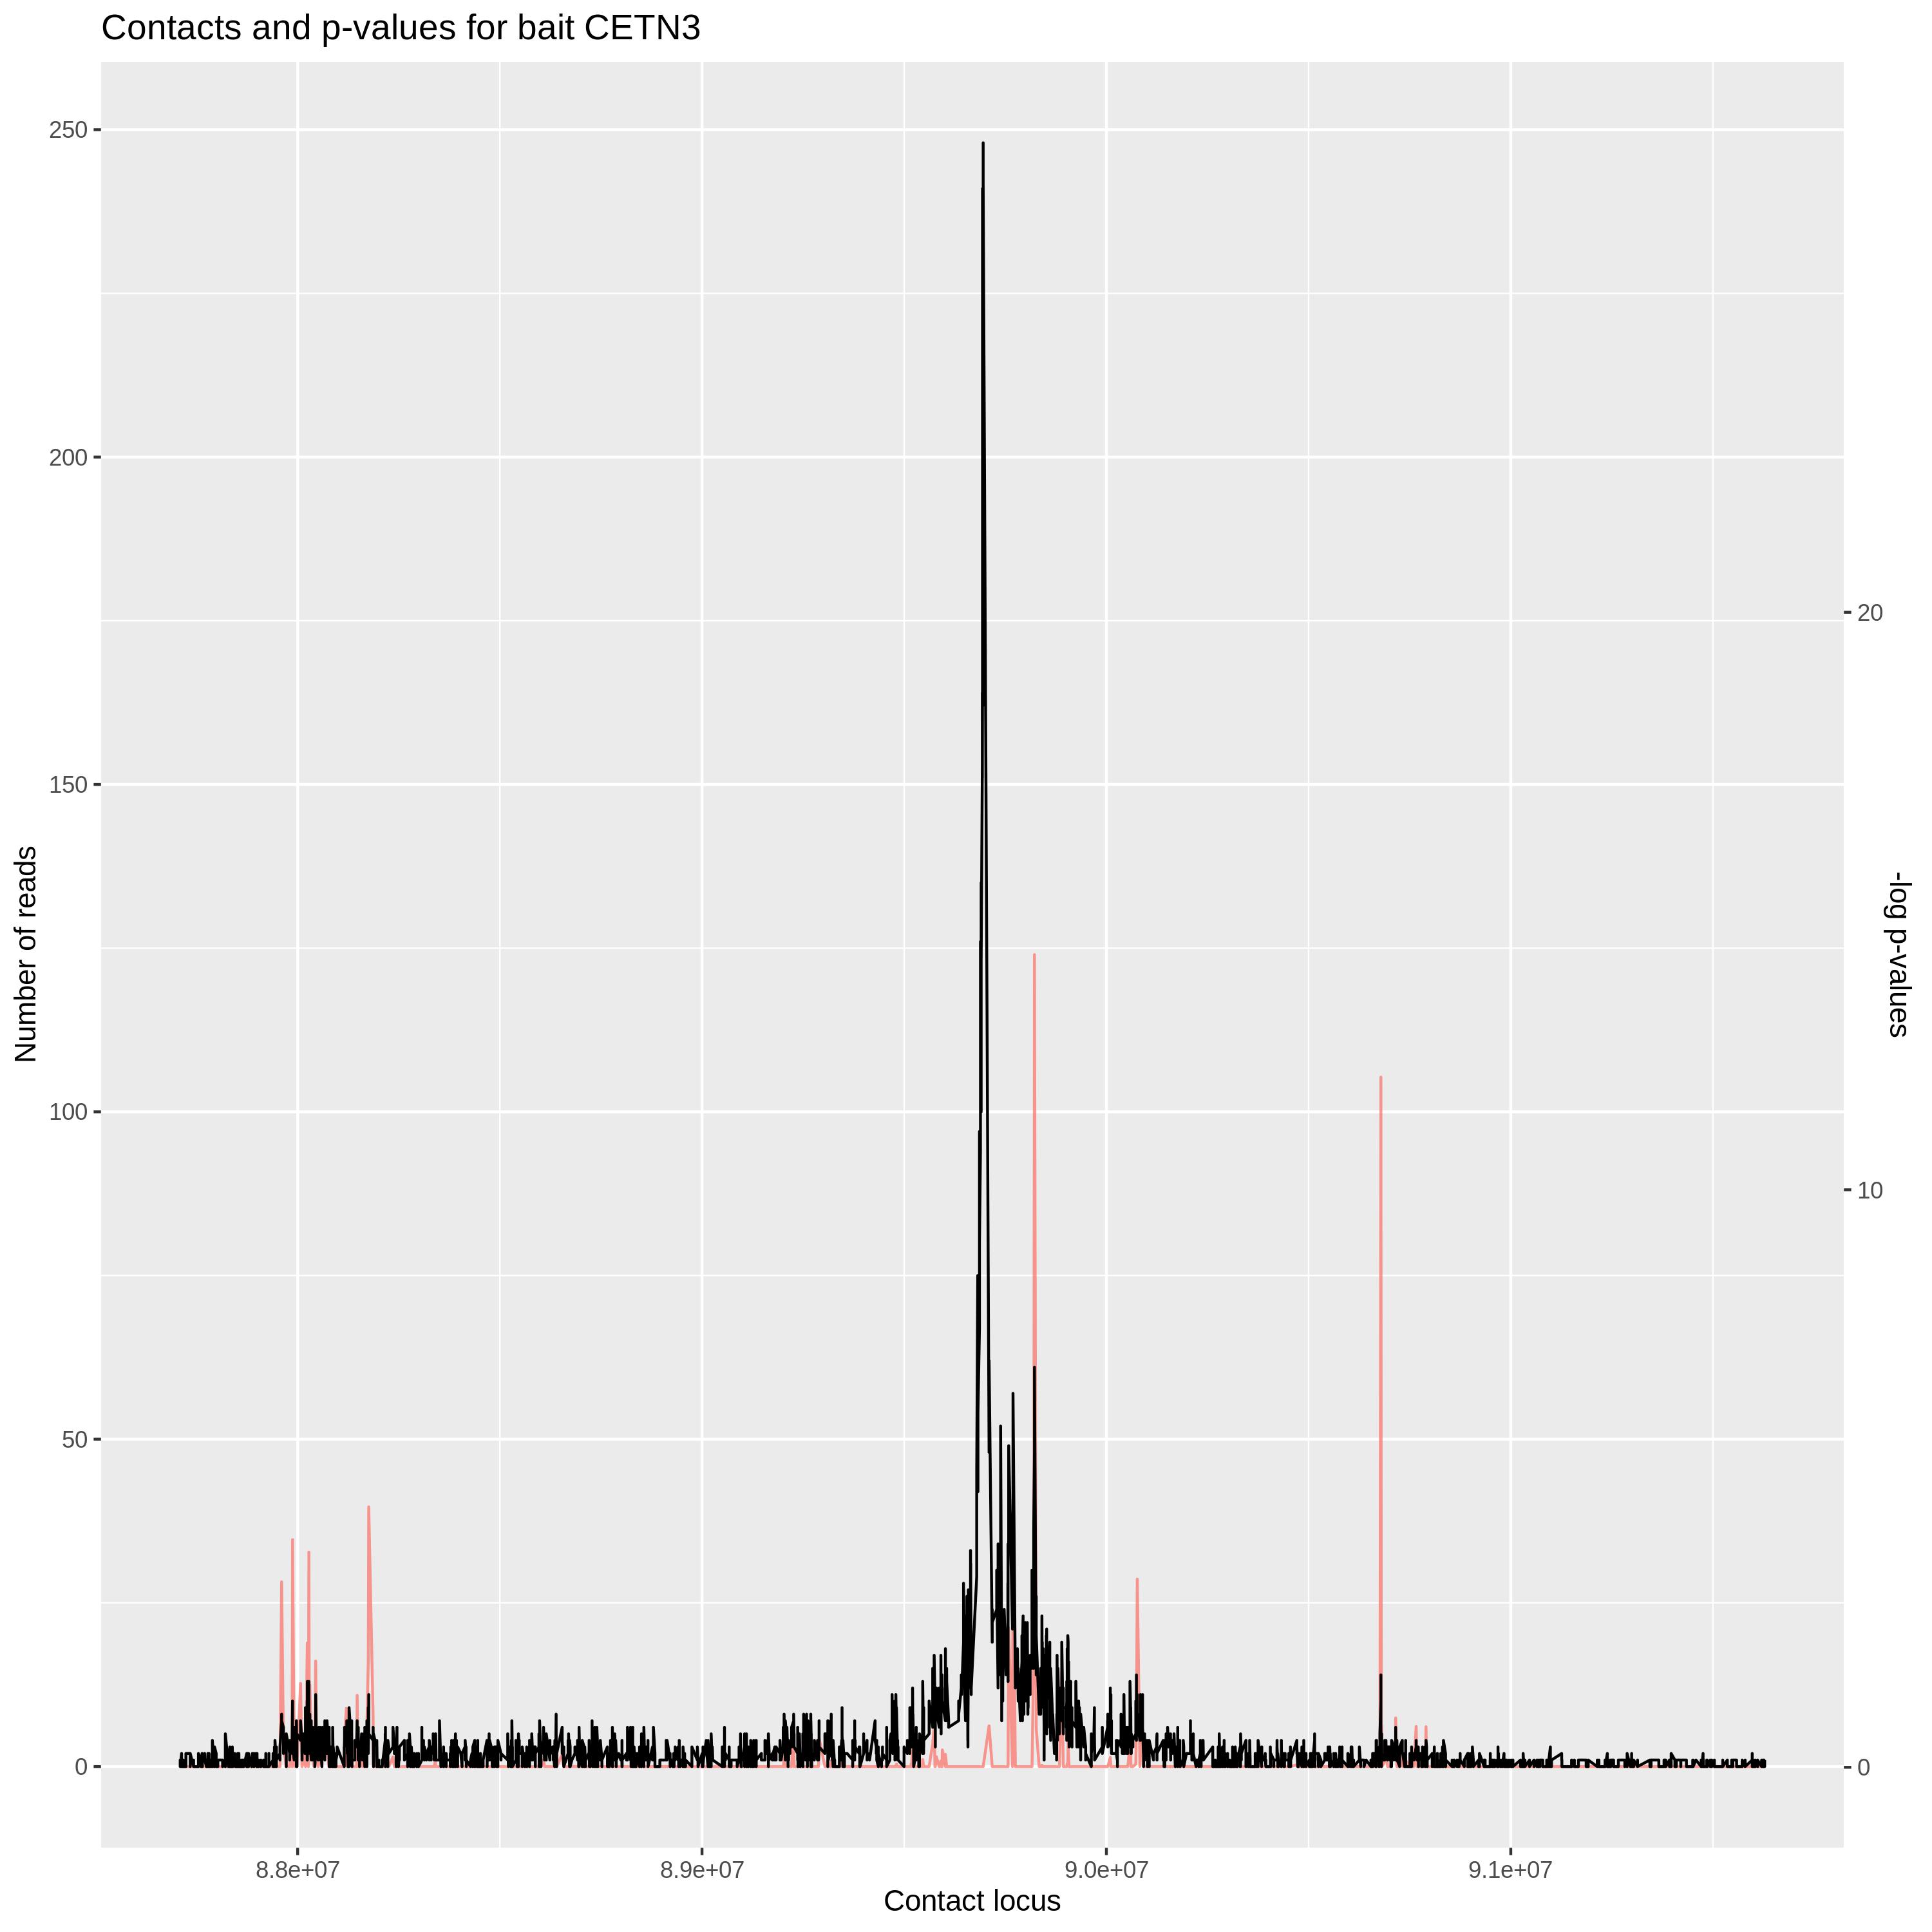 Contacts and p-values for bait CETN3
250
200
150
100
50
0
Number of reads
20
10
0
-log p-values
8.8e+07 8.9e+07 9.0e+07 9.1e+07
Contact locus